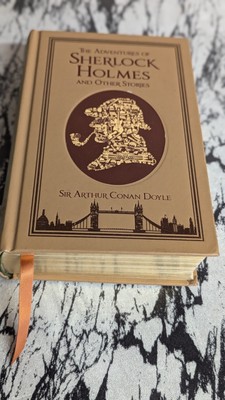 The Adventures of
Sherlock
Holmes
and Other Stories
Sir Arthur Conan Doyle